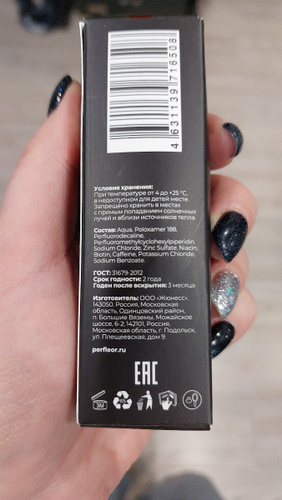 4 631139 716508
Условия хранения:
При температуре от 4 до +25 °C,
в недоступном для детей месте.
Запрещено хранить в местах
с прямым попаданием солнечных
лучей и вблизи источников тепла
Состав: Aqua, Poloxamer 188,
Perfluorodecaline,
Perfluoromethylcyclohexylpiperidin,
Sodium Chloride, Zinc Sulfate, Niacin,
Biotin, Caffeine, Potassium Chloride,
Sodium Benzoate.
ГОСТ: 31679-2012
Срок годности: 2 года
Годен после вскрытия: 3 месяца
Изготовитель: ООО «Жюнесс».
143050, Россия, Московская
область, Одинцовский район.
п. Большие Вяземы, Можайское
шоссе, 6-2. 142101, Россия,
Московская область, г. Подольск,
ул. Плещеевская, дом 9
perfleor.ru
EAC
3M